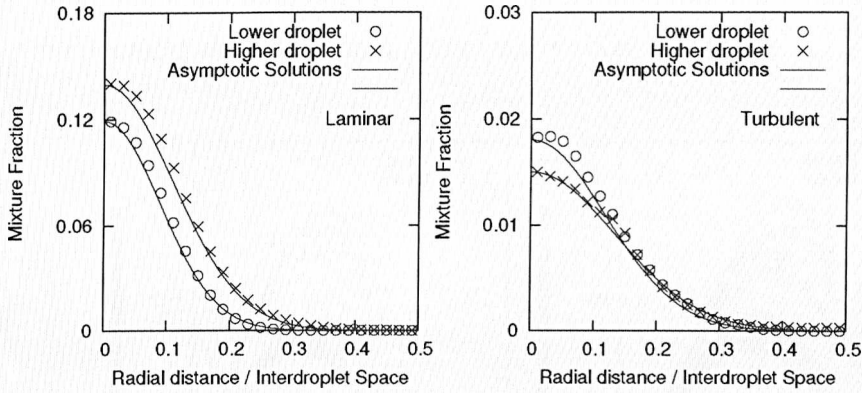 0.18
0.12
0.06
0
0
0.1
0.2
0.3
0.4
0.5
Mixture Fraction
Radial distance / Interdroplet Space
Lower droplet
Higher droplet
Asymptotic Solutions
Laminar
0.03
0.02
0.01
0
0.1
0.2
0.3
0.4
0.5
Mixture Fraction
Radial distance / Interdroplet Space
Lower droplet
Higher droplet
Asymptotic Solutions
Turbulent